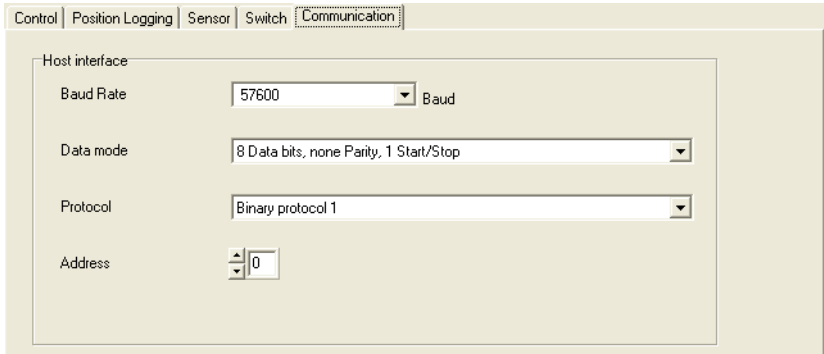 Control Position Logging Sensor Switch Communication
Host interface
Baud Rate 57600 Baud
Data mode 8 Data bits, none Parity, 1 Start/Stop
Protocol Binary protocol 1
Address 0